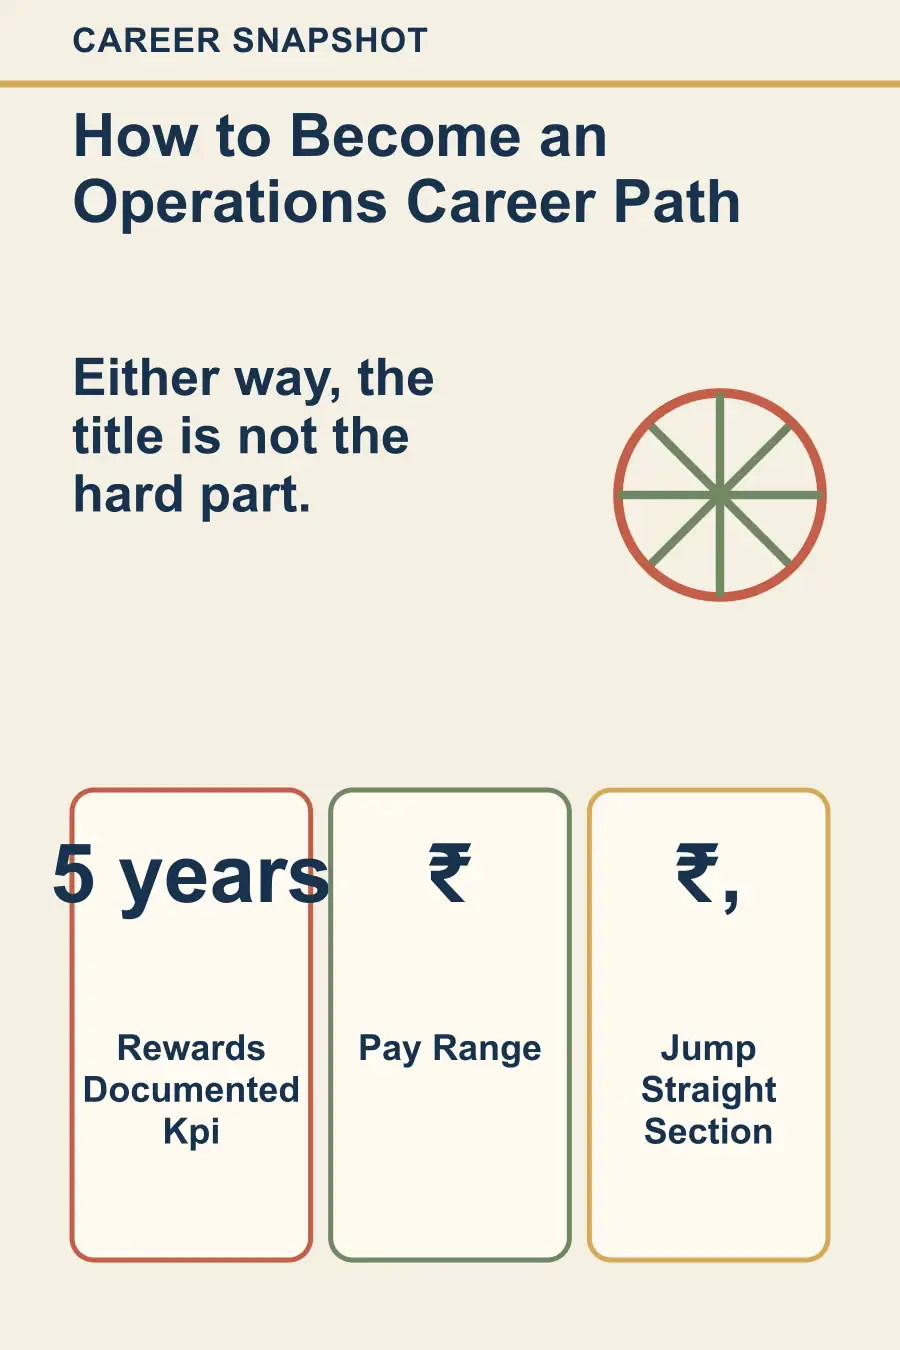 CAREER SNAPSHOT
How to Become an
Operations Career Path
Either way, the
title is not the
hard part.
5 years
Rewards
Documented
Kpi
₹
Pay Range
₹,
Jump
Straight
Section